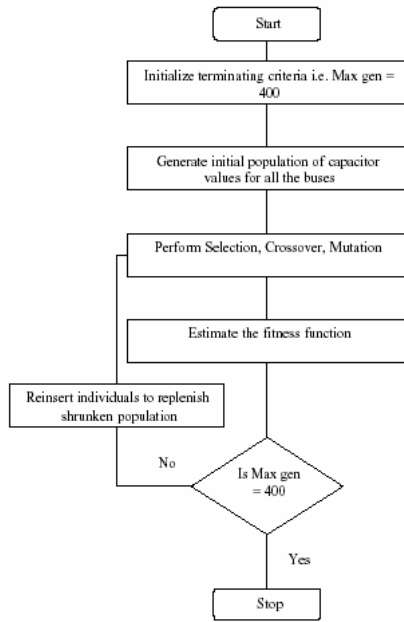 Start
Initialize terminating criteria i.e. Max gen =
400
Generate initial population of capacitor
values for all the buses
Perform Selection, Crossover, Mutation
Estimate the fitness function
Reinsert individuals to replenish
shrunken population
No
Is Max gen
= 400
Yes
Stop